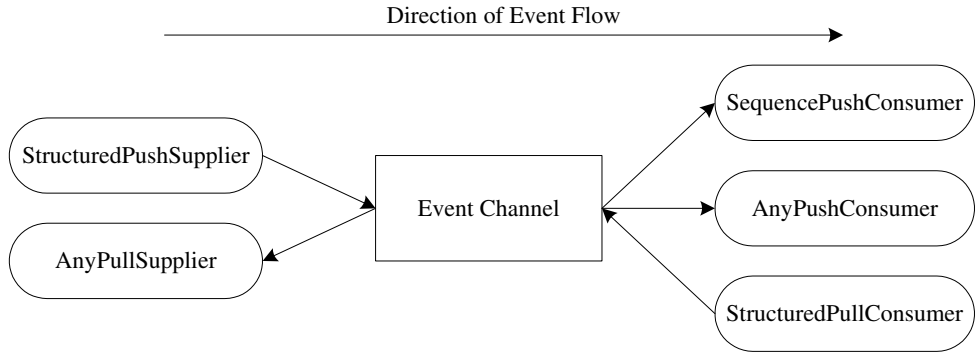 Direction of Event Flow
SequencePushConsumer
StructuredPushSupplier
Event Channel
AnyPushConsumer
AnyPullSupplier
StructuredPullConsumer